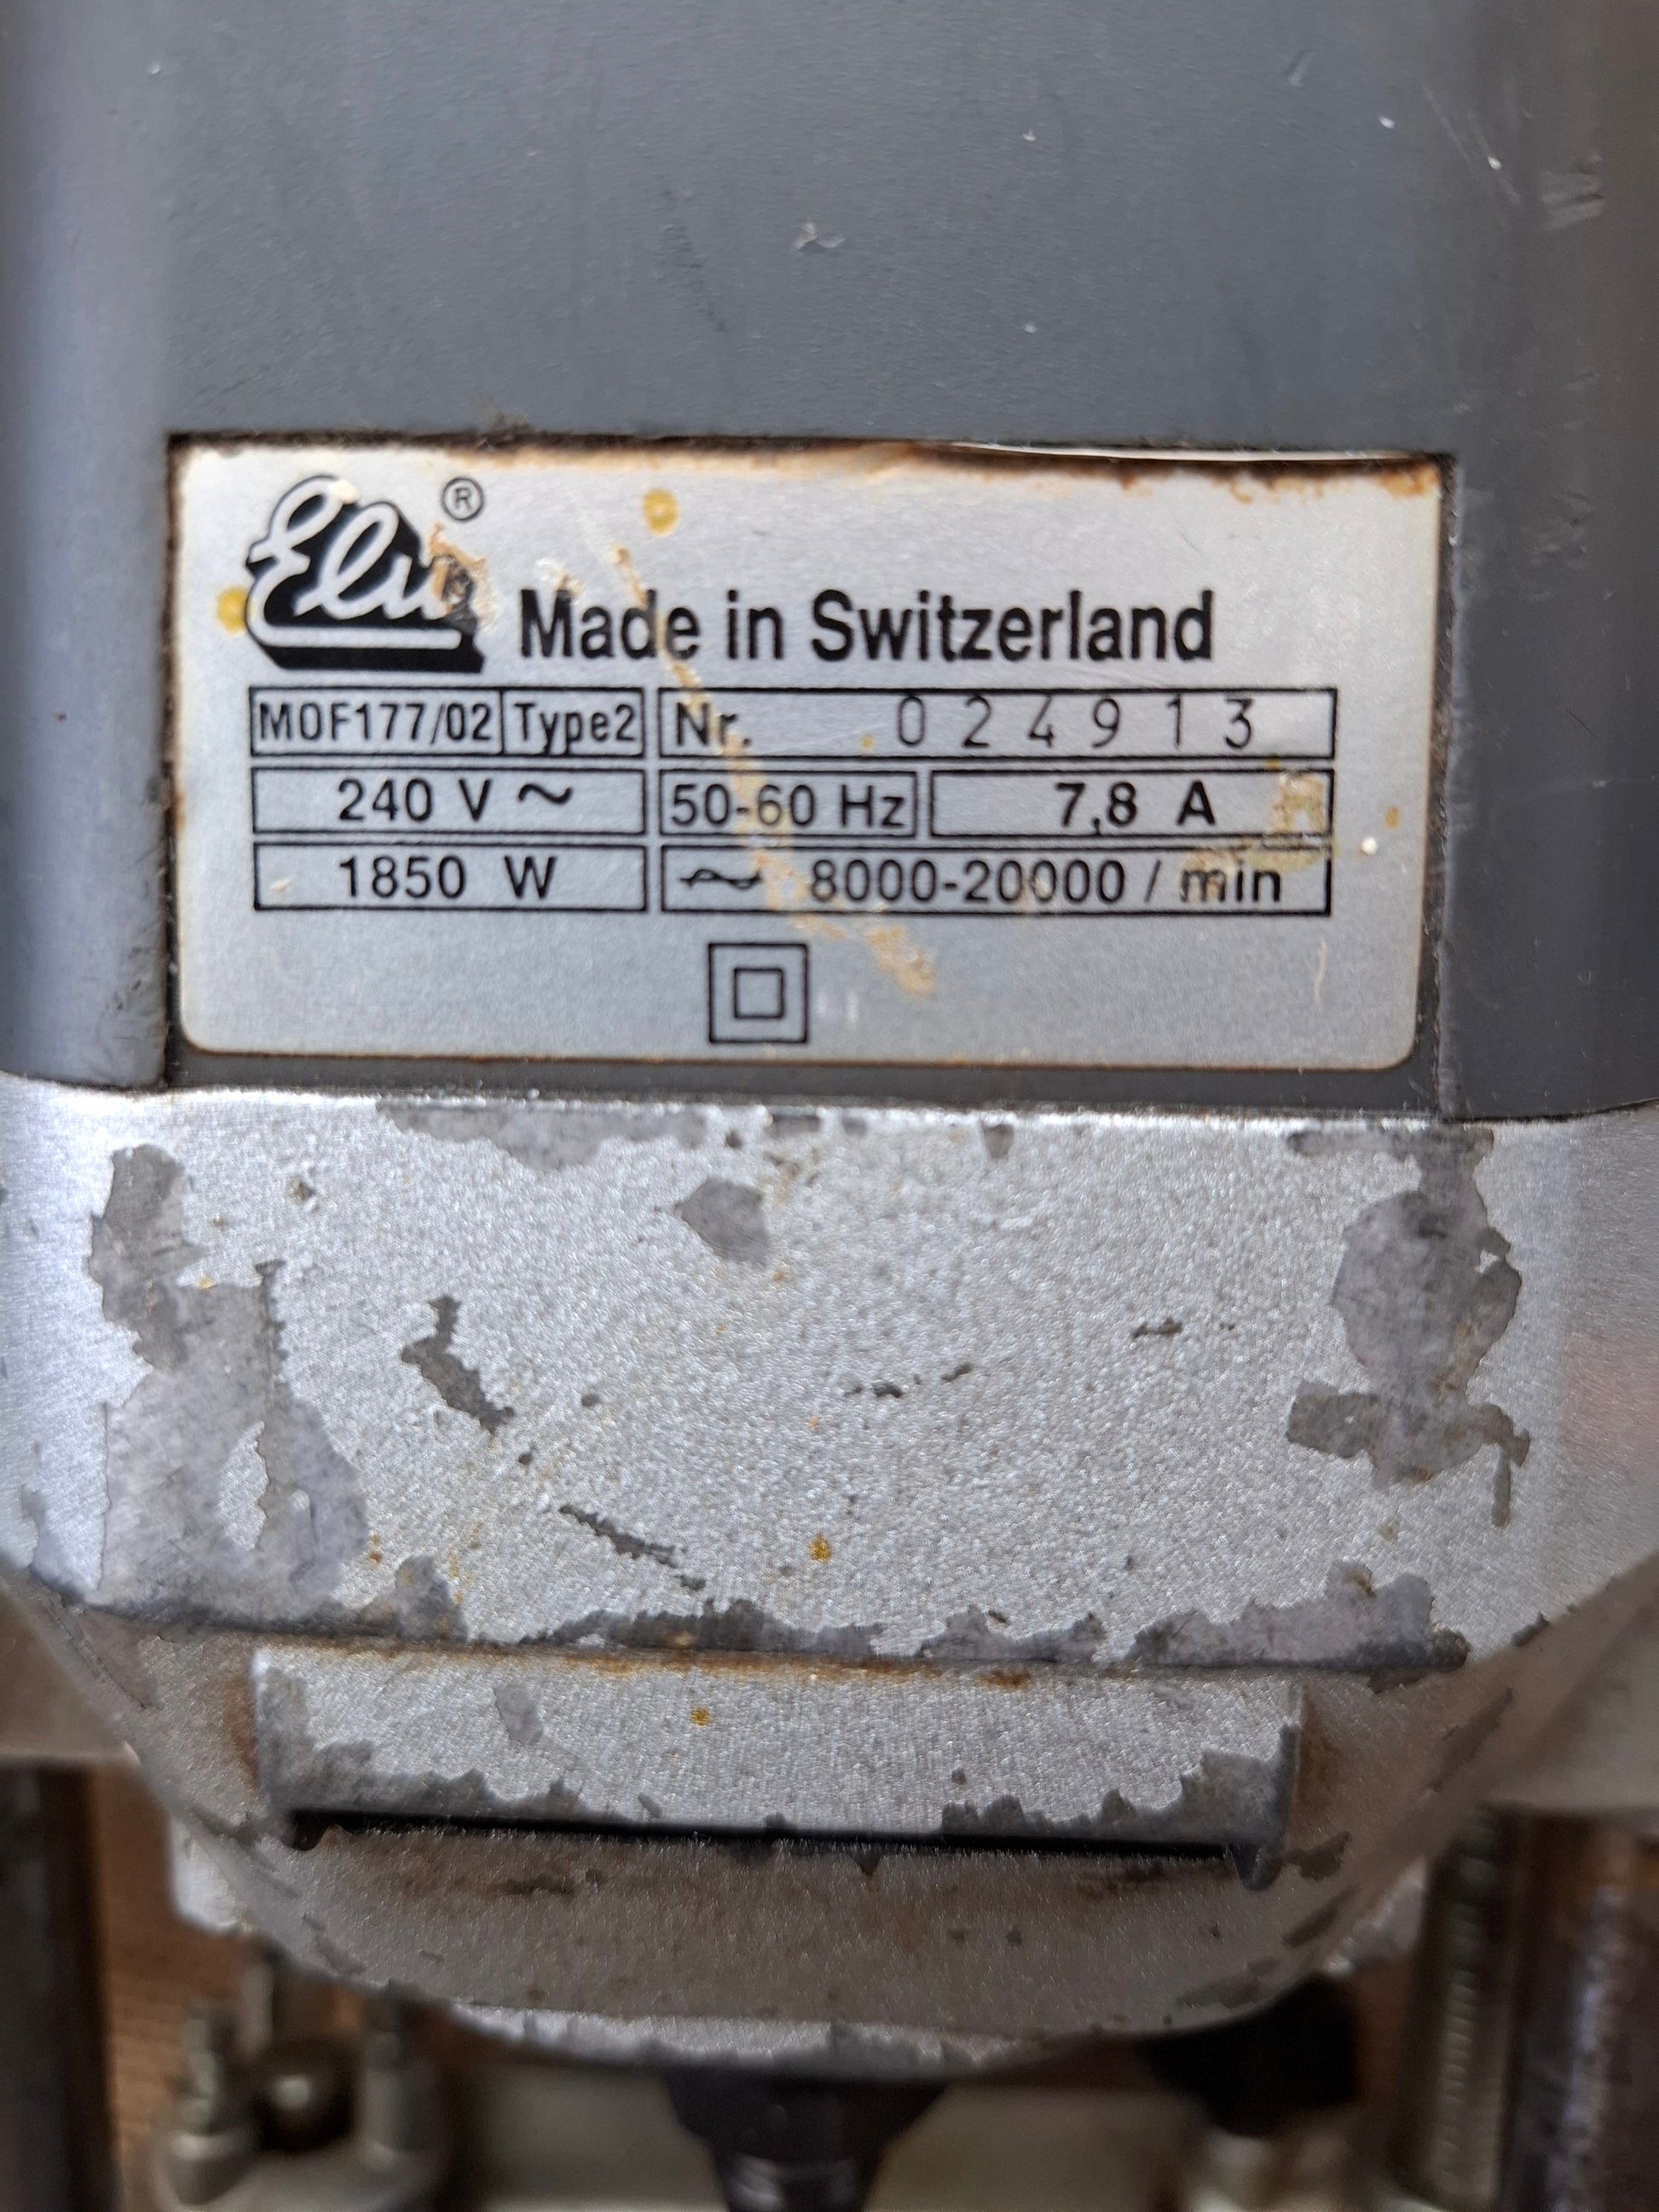 Elu ®
Made in Switzerland
MOF177/02 Type2 Nr. 024913
240 V ~ 50-60 Hz 7,8 A
1850 W ~ 8000-20000 / min